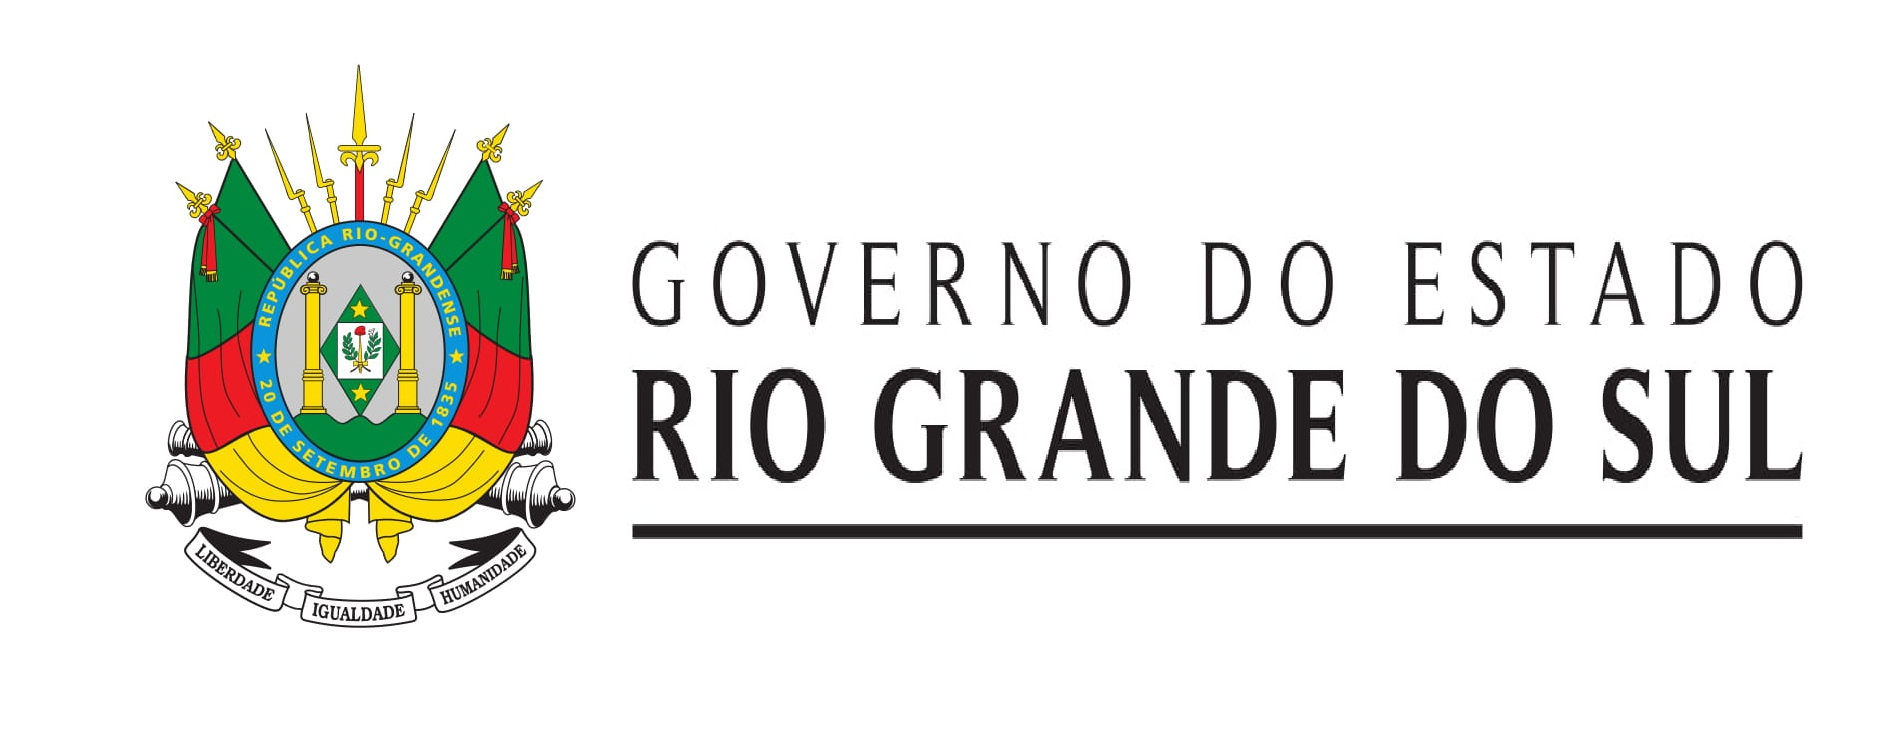 REPÚBLICA RIO-GRANDENSE
20 DE SETEMBRO DE 1835
LIBERDADE
IGUALDADE
HUMANIDADE
GOVERNO DO ESTADO
RIO GRANDE DO SUL